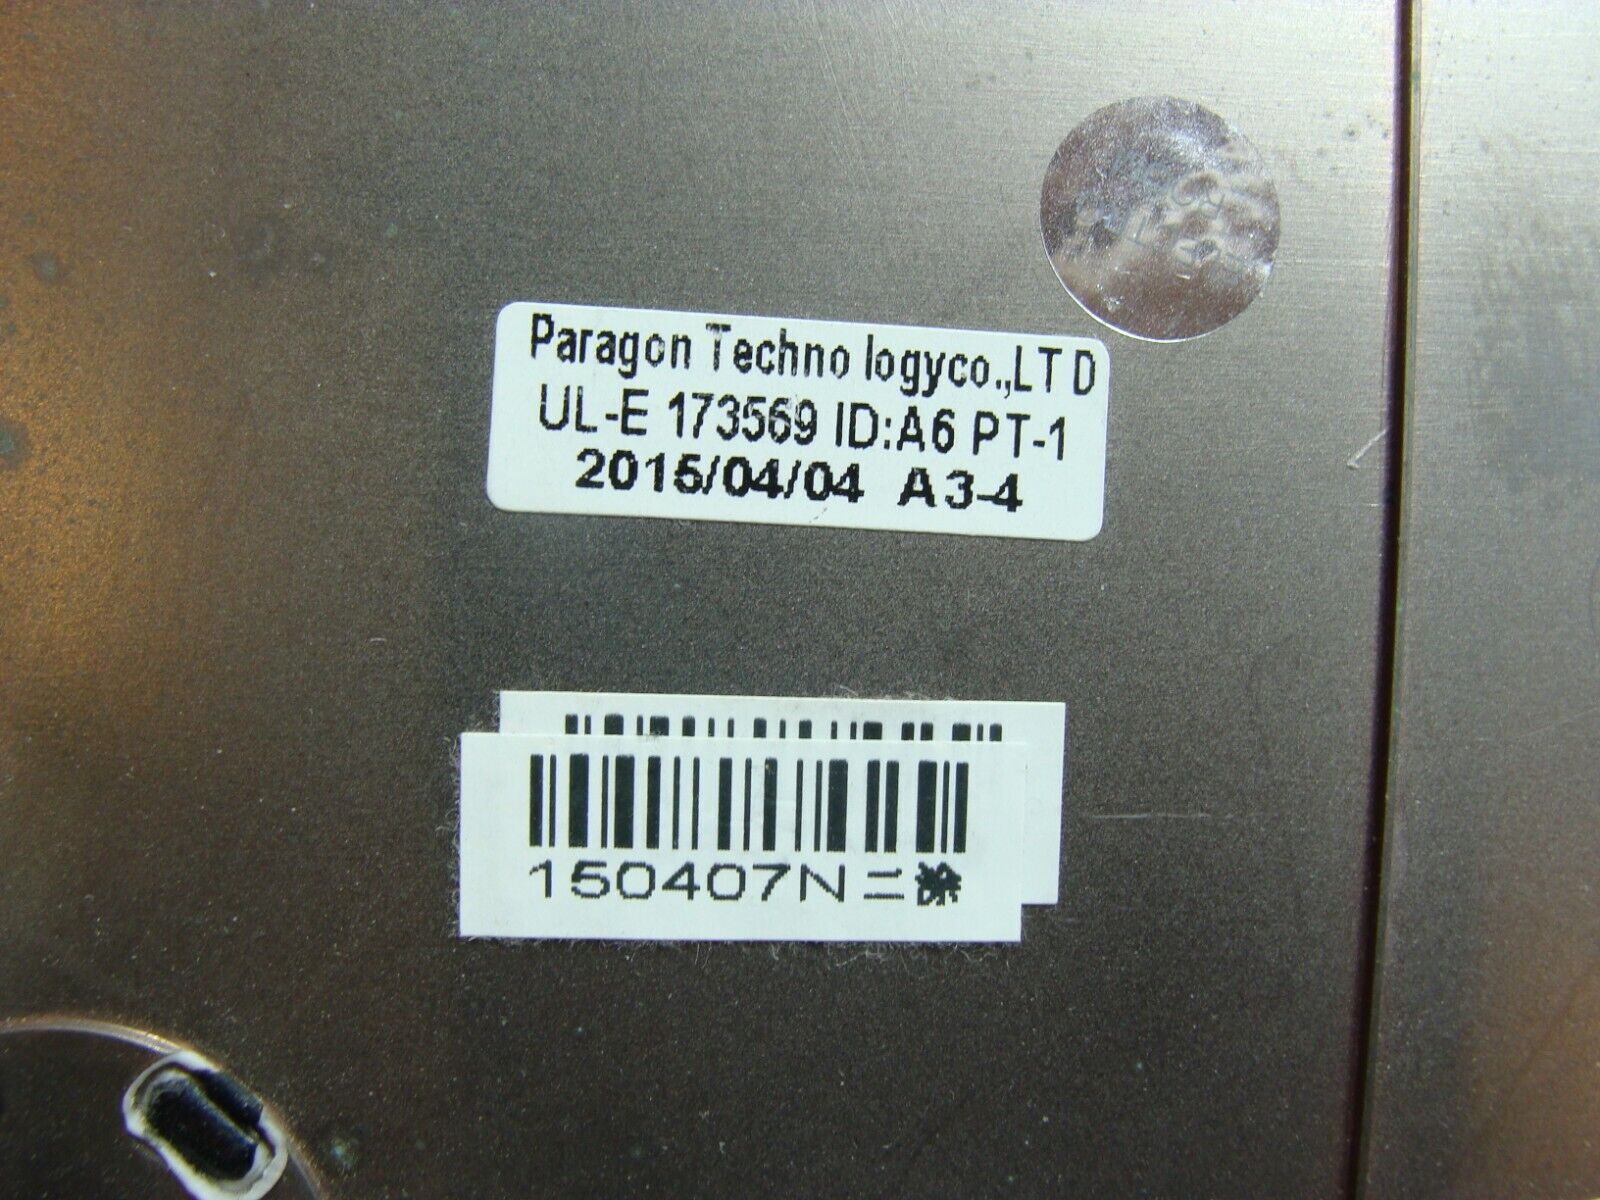 Paragon Techno logyco.,LT D
UL-E 173569 ID:A6 PT-1
2015/04/04 A3-4
150407N二涂